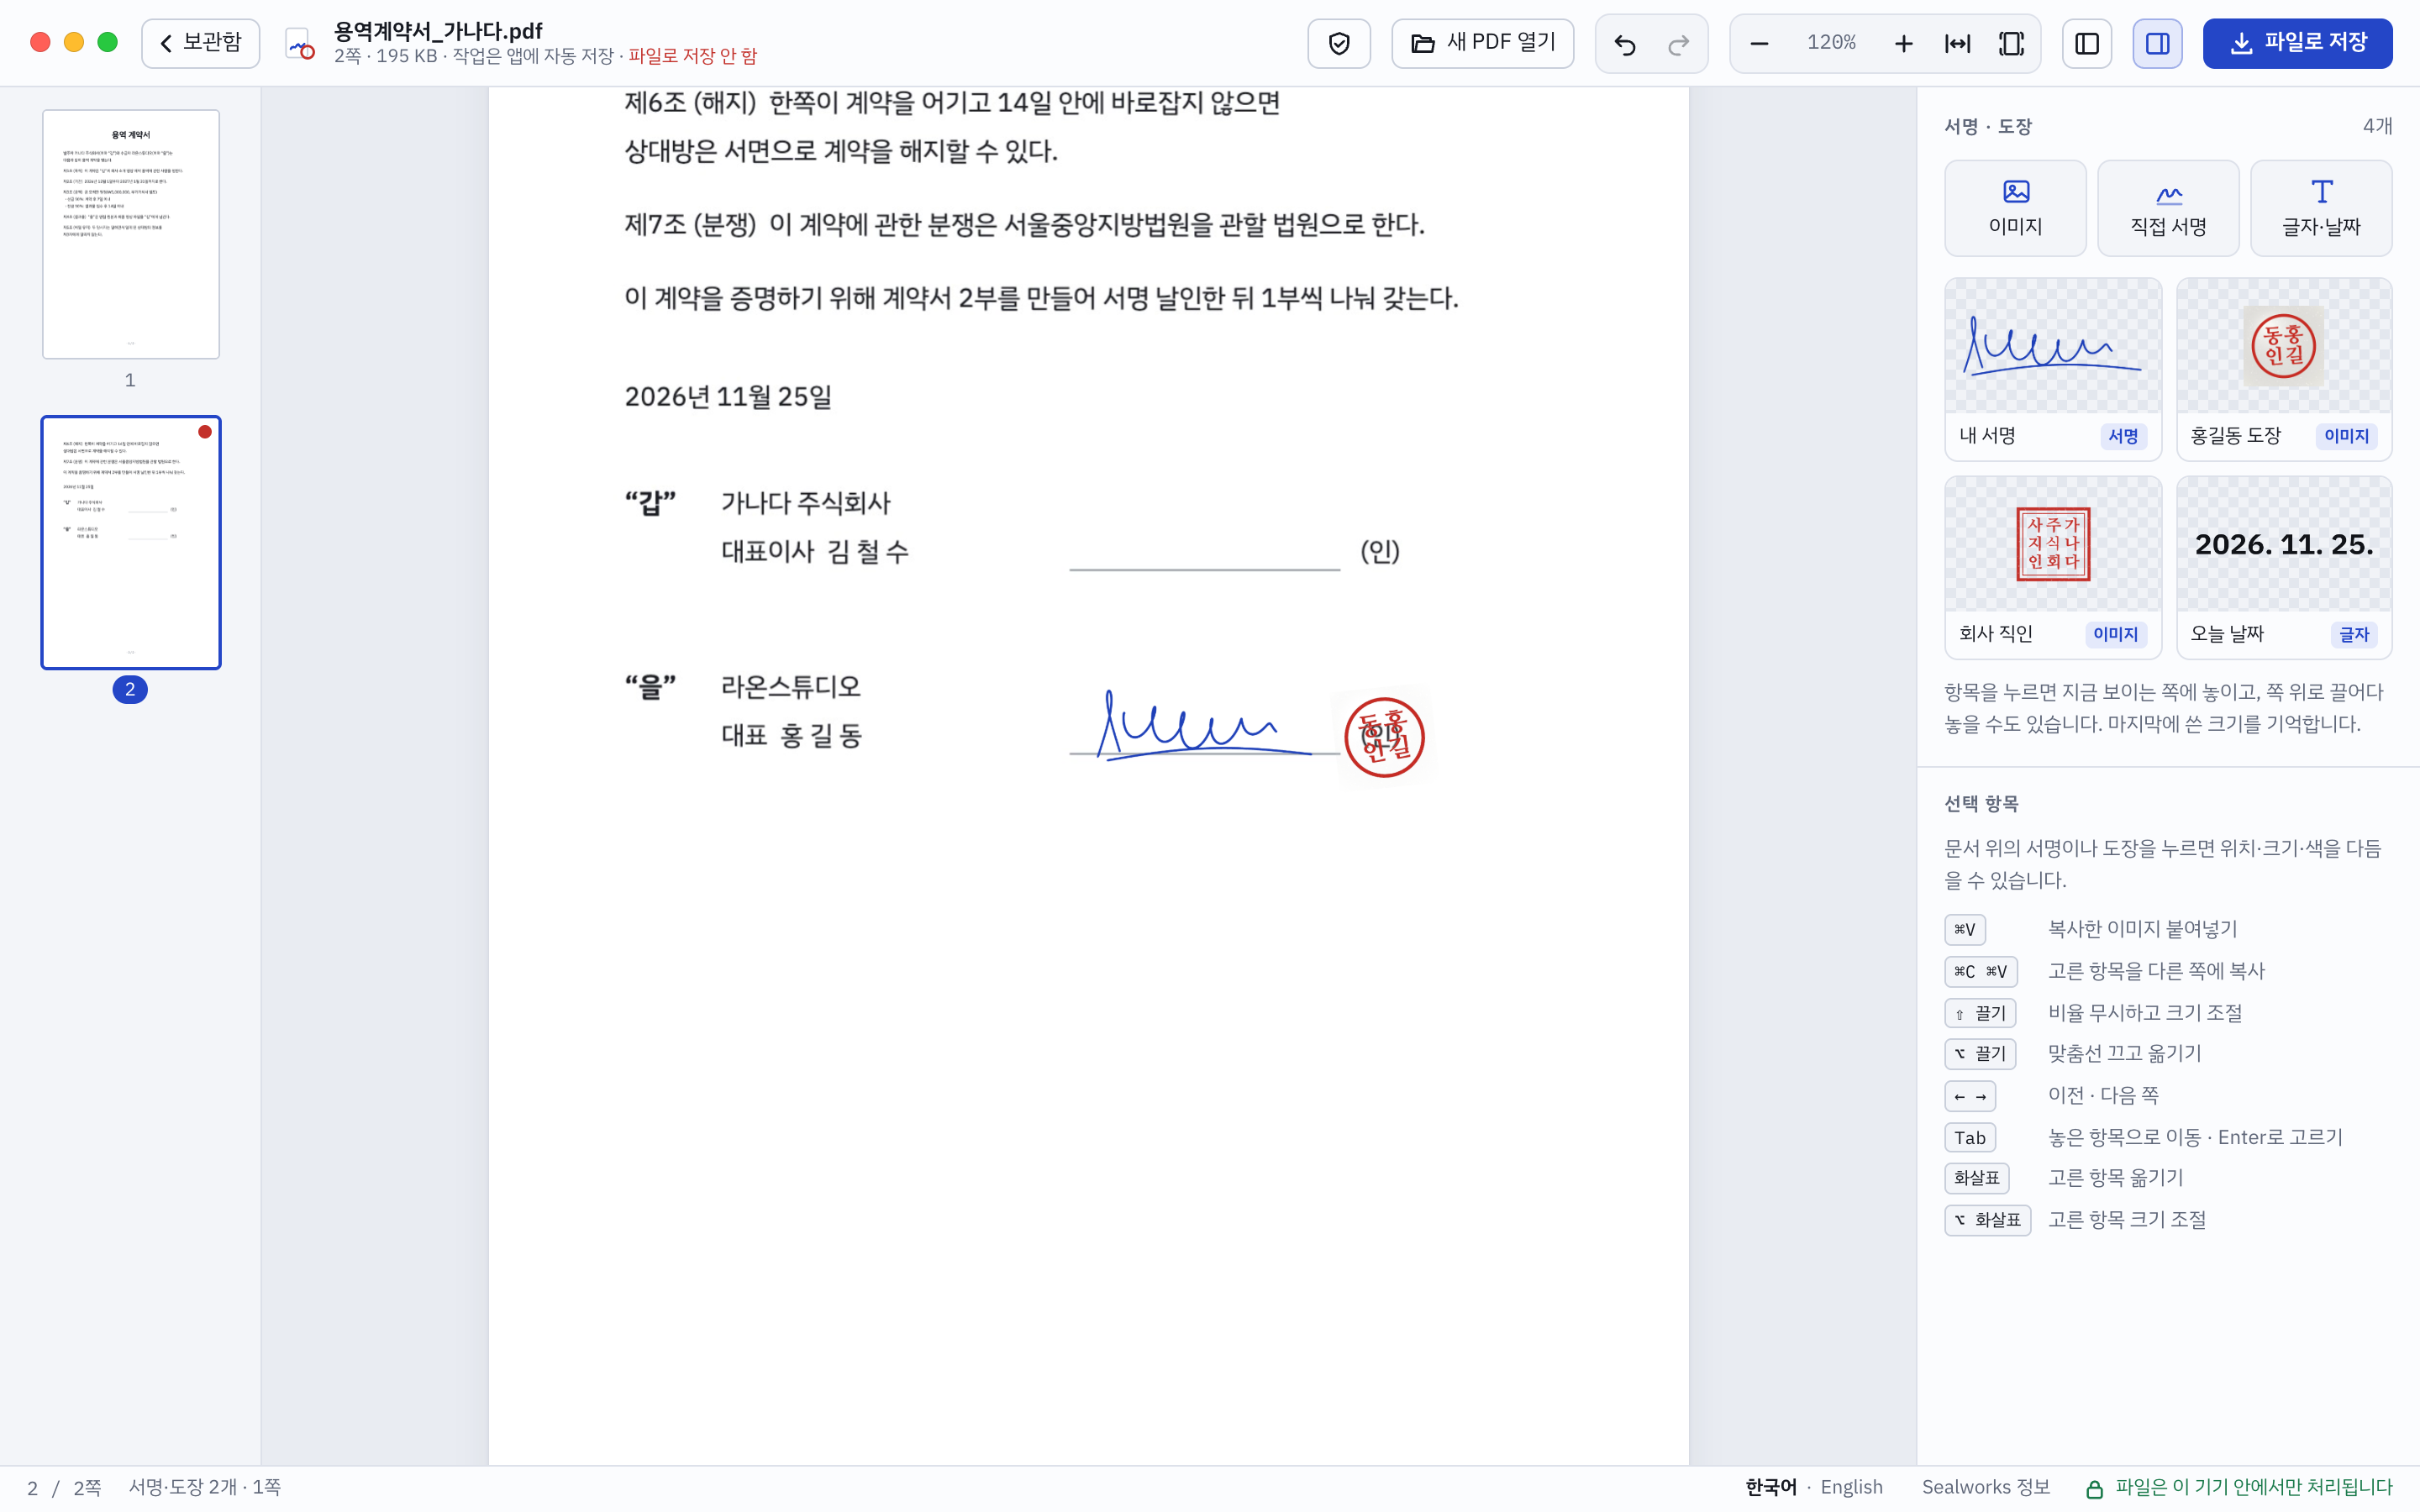 보관함
용역계약서_가나다.pdf
2쪽 · 195 KB · 작업은 앱에 자동 저장 · 파일로 저장 안 함
새 PDF 열기
120%
파일로 저장
용역 계약서
1
2
제6조 (해지) 한쪽이 계약을 어기고 14일 안에 바로잡지 않으면
상대방은 서면으로 계약을 해지할 수 있다.
제7조 (분쟁) 이 계약에 관한 분쟁은 서울중앙지방법원을 관할 법원으로 한다.
이 계약을 증명하기 위해 계약서 2부를 만들어 서명 날인한 뒤 1부씩 나눠 갖는다.
2026년 11월 25일
“갑” 가나다 주식회사
대표이사 김 철 수 (인)
“을” 라온스튜디오
대표 홍 길 동 (인)
동홍
인길
서명 · 도장 4개
이미지 직접 서명 글자·날짜
동홍
인길
내 서명 서명 홍길동 도장 이미지
사주가
지식나
인회다
2026. 11. 25.
회사 직인 이미지 오늘 날짜 글자
항목을 누르면 지금 보이는 쪽에 놓이고, 쪽 위로 끌어다
놓을 수도 있습니다. 마지막에 쓴 크기를 기억합니다.
선택 항목
문서 위의 서명이나 도장을 누르면 위치·크기·색을 다듬
을 수 있습니다.
⌘V 복사한 이미지 붙여넣기
⌘C ⌘V 고른 항목을 다른 쪽에 복사
⇧ 끌기 비율 무시하고 크기 조절
⌥ 끌기 맞춤선 끄고 옮기기
← → 이전 · 다음 쪽
Tab 놓은 항목으로 이동 · Enter로 고르기
화살표 고른 항목 옮기기
⌥ 화살표 고른 항목 크기 조절
2 / 2쪽 서명·도장 2개 · 1쪽
한국어 · English Sealworks 정보 파일은 이 기기 안에서만 처리됩니다